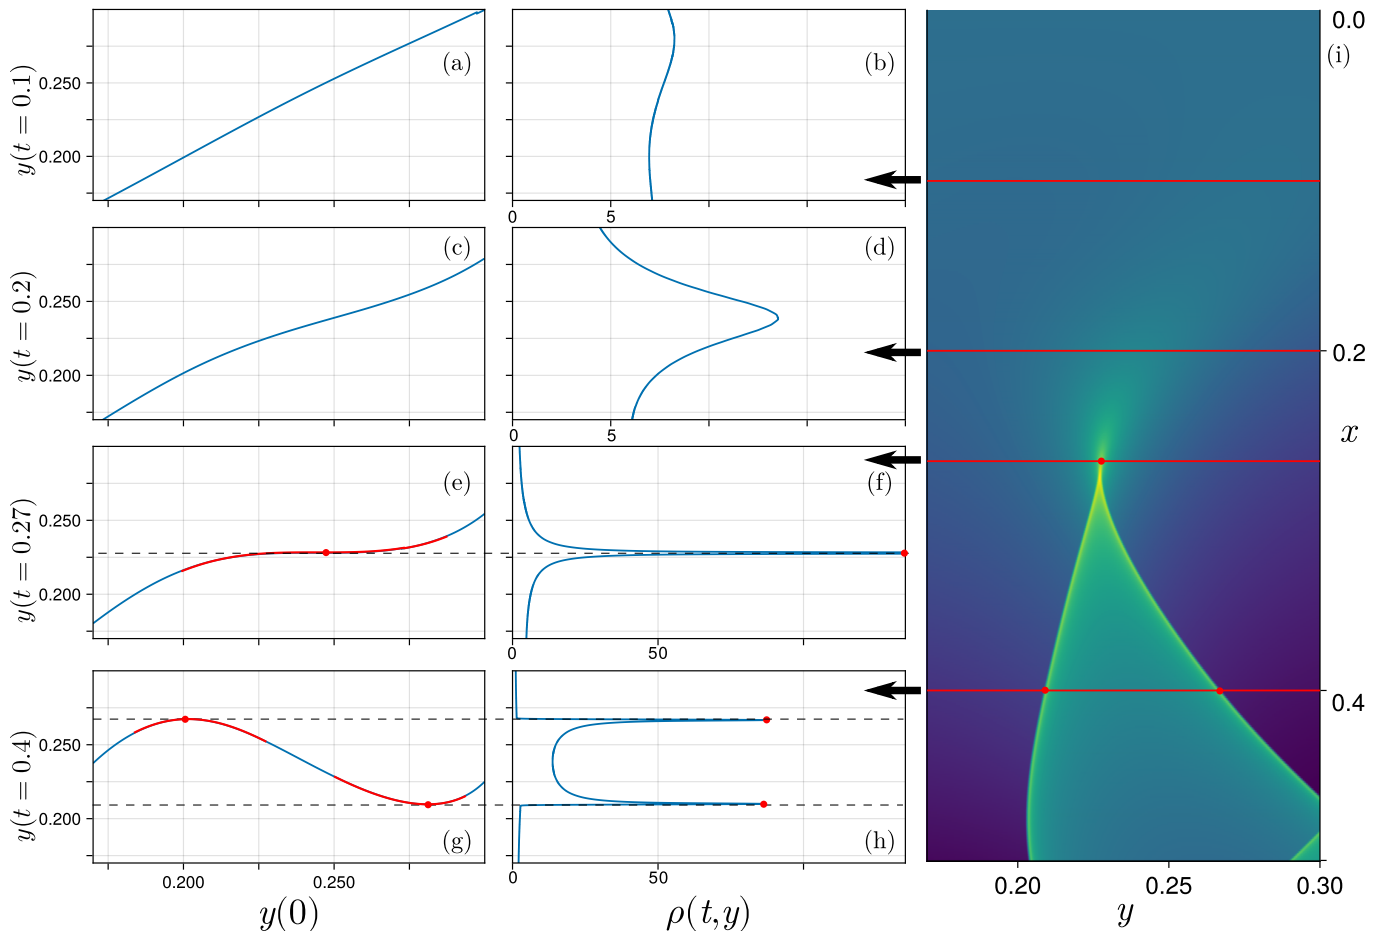 (a)
(b)
0.0
(i)
y(t = 0.1)
0.250
0.200
0
5
(c)
(d)
y(t = 0.2)
0.250
0.200
0.2
0
5
x
(e)
(f)
y(t = 0.27)
0.250
0.200
0
50
y(t = 0.4)
0.250
0.200
0.4
(g)
(h)
0.200
0.250
0
50
0.20
0.25
0.30
y(0)
ρ(t,y)
y